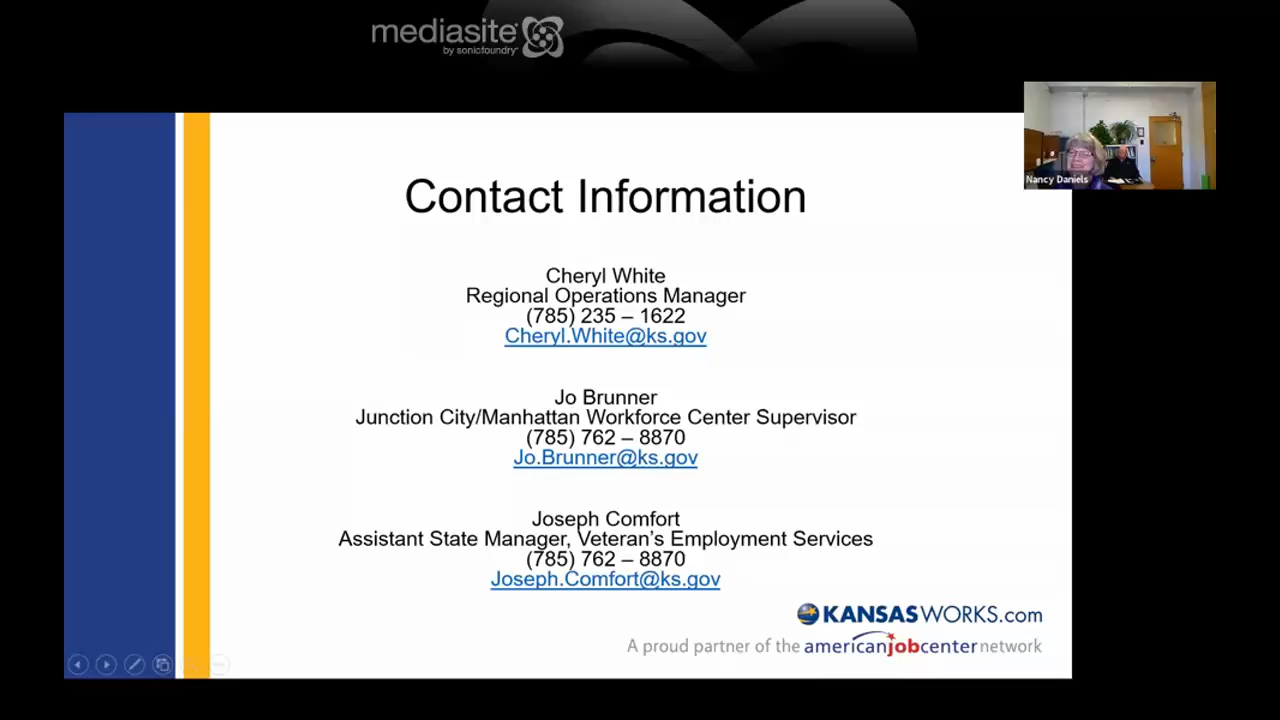 mediasite
by sonicfoundry
Nancy Daniels
Contact Information
Cheryl White
Regional Operations Manager
(785) 235 – 1622
Cheryl.White@ks.gov
Jo Brunner
Junction City/Manhattan Workforce Center Supervisor
(785) 762 – 8870
Jo.Brunner@ks.gov
Joseph Comfort
Assistant State Manager, Veteran’s Employment Services
(785) 762 – 8870
Joseph.Comfort@ks.gov
KANSASWORKS.com
A proud partner of the americanjobcenter network